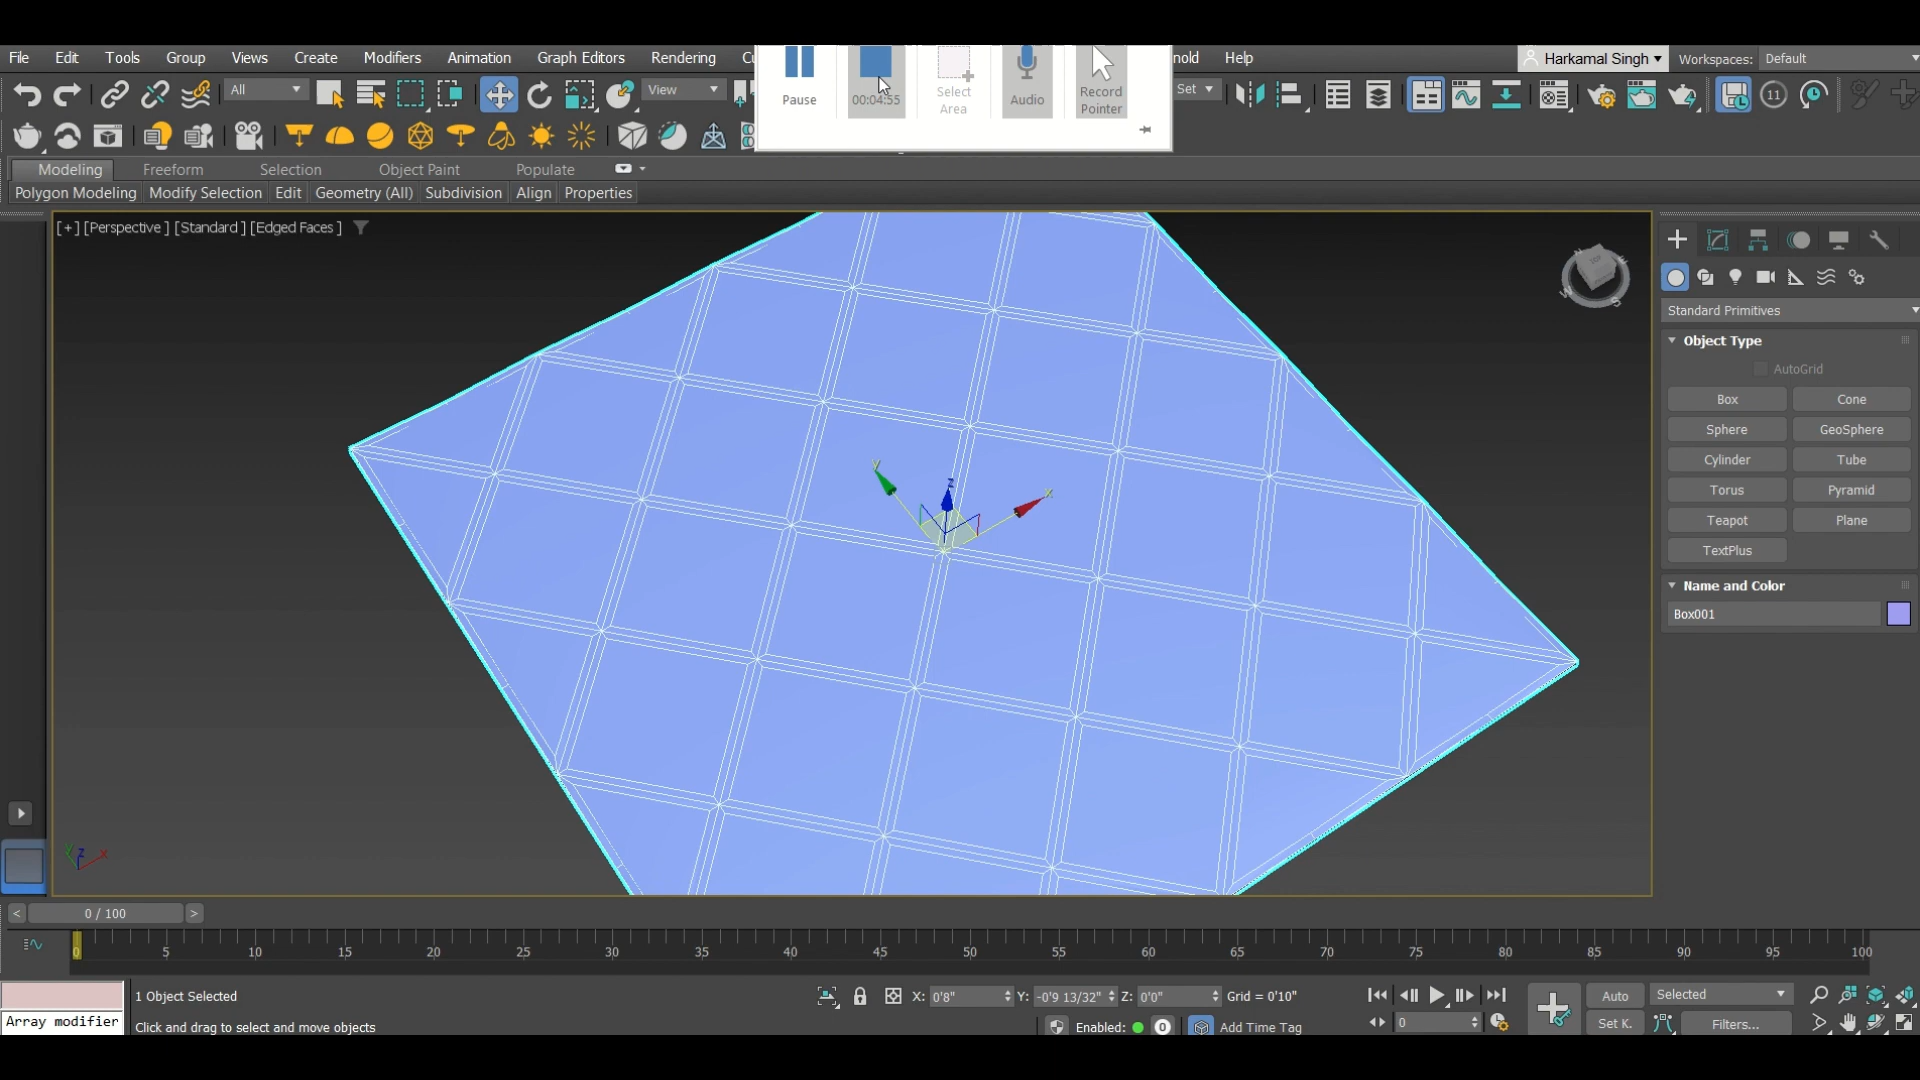 File Edit Tools Group Views Create Modifiers Animation Graph Editors Rendering nold Help Harkamal Singh Workspaces: Default
Pause 00:04:55 Select Area Audio Record Pointer
All View Set 11
Modeling Freeform Selection Object Paint Populate
Polygon Modeling Modify Selection Edit Geometry (All) Subdivision Align Properties
[+] [Perspective ] [Standard ] [Edged Faces ]
TOP W S
Standard Primitives
Object Type
AutoGrid
Box Cone
Sphere GeoSphere
Cylinder Tube
Torus Pyramid
Teapot Plane
TextPlus
Name and Color
Box001
y z x
y z x
< 0 / 100 >
0 5 10 15 20 25 30 35 40 45 50 55 60 65 70 75 80 85 90 95 100
1 Object Selected X: 0'8" Y: -0'9 13/32" Z: 0'0" Grid = 0'10" Auto Selected
Array modifier Click and drag to select and move objects Enabled: 0 Add Time Tag 0 Set K. Filters...